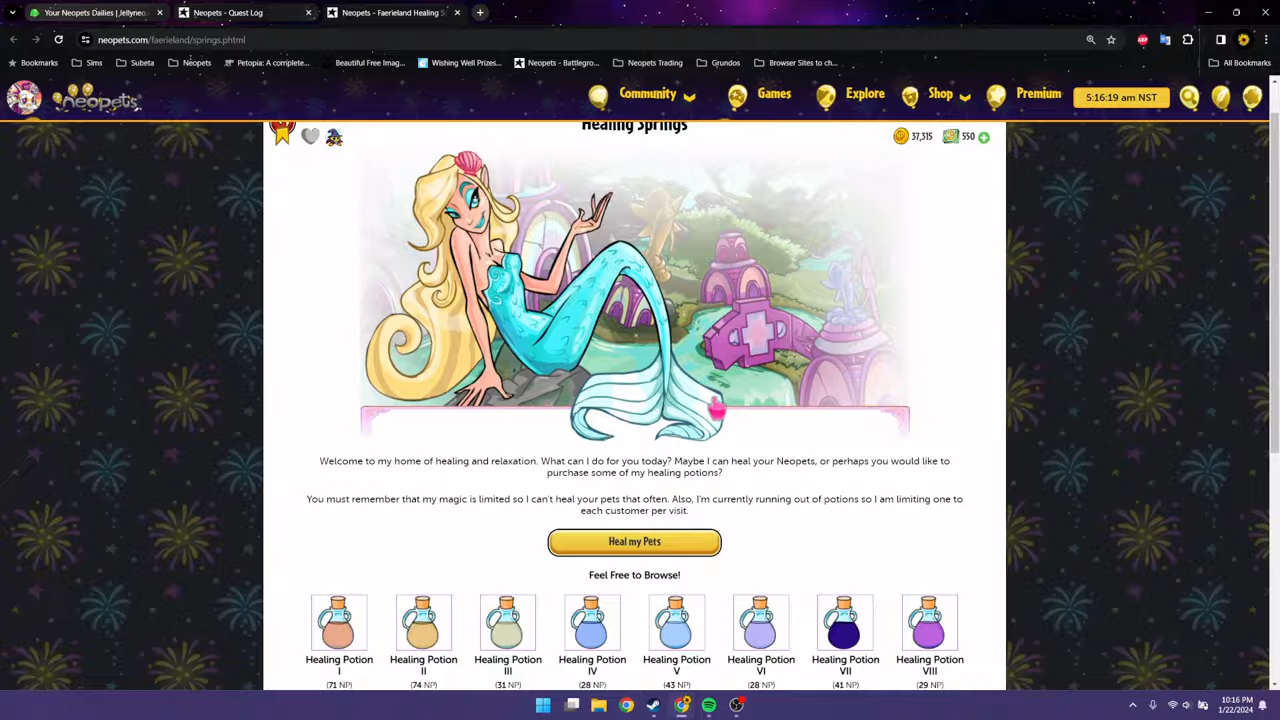 Your Neopets Dailies | Jellyneo
Neopets - Quest Log
Neopets - Faerieland Healing S
neopets.com/faerieland/springs.phtml
Bookmarks
Sims
Subeta
Neopets
Petopia: A complete...
Beautiful Free Imag...
Wishing Well Prizes...
Neopets - Battlegro...
Neopets Trading
Grundos
Browser Sites to ch...
All Bookmarks
neopets
Community
Games
Explore
Shop
Premium
5:16:19 am NST
Healing Springs
37,315
550
Welcome to my home of healing and relaxation. What can I do for you today? Maybe I can heal your Neopets, or perhaps you would like to
purchase some of my healing potions?
You must remember that my magic is limited so I can't heal your pets that often. Also, I'm currently running out of potions so I am limiting one to
each customer per visit.
Heal my Pets
Feel Free to Browse!
Healing Potion
I
(71 NP)
Healing Potion
II
(74 NP)
Healing Potion
III
(31 NP)
Healing Potion
IV
(28 NP)
Healing Potion
V
(43 NP)
Healing Potion
VI
(28 NP)
Healing Potion
VII
(41 NP)
Healing Potion
VIII
(29 NP)
10:16 PM
1/22/2024